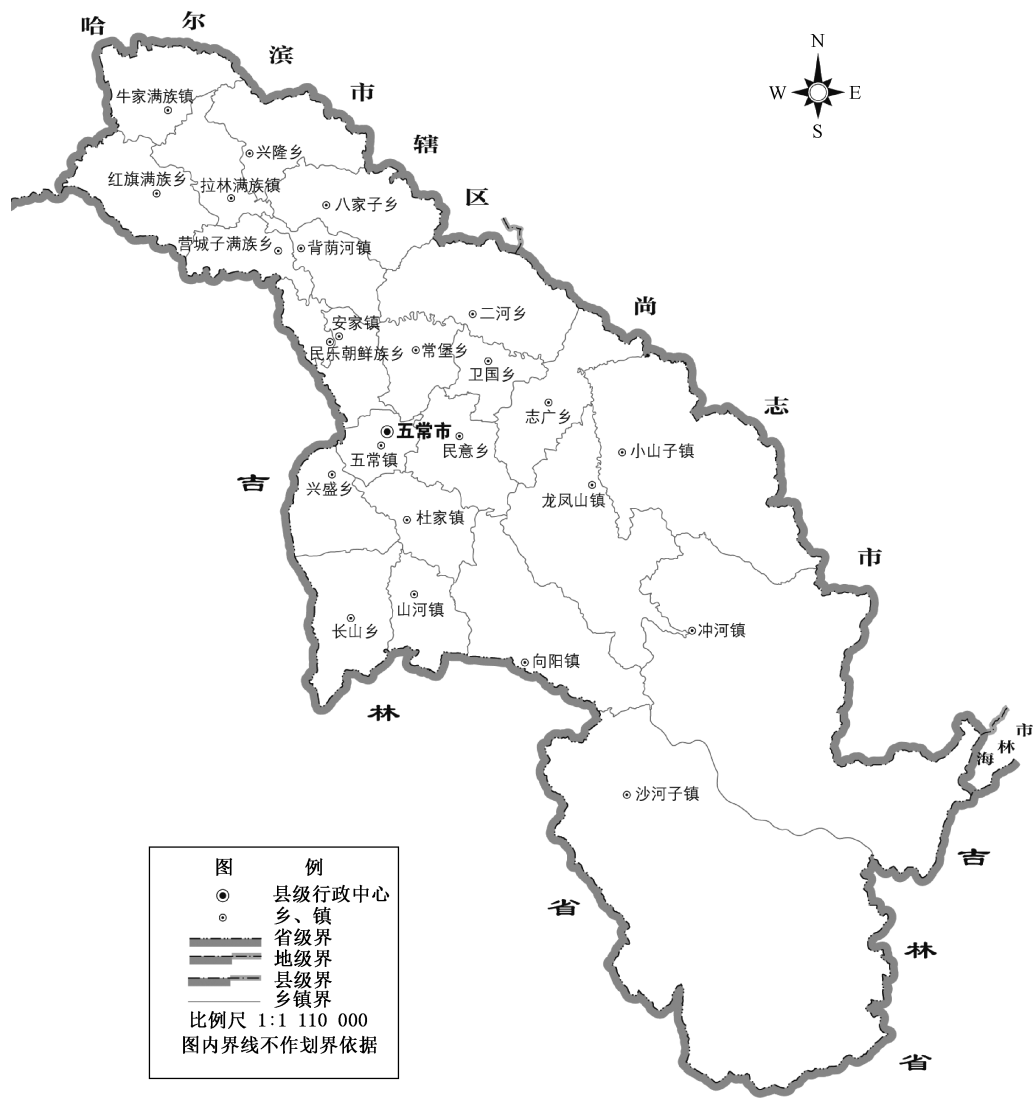 哈尔滨市辖区
N
W E
S
牛家满族镇
兴隆乡
红旗满族乡
拉林满族镇
八家子乡
营城子满族乡
背荫河镇
尚志市
二河乡
安家镇
民乐朝鲜族乡
常堡乡
卫国乡
志广乡
五常市
五常镇
民意乡
小山子镇
吉林省
兴盛乡
龙凤山镇
杜家镇
山河镇
长山乡
冲河镇
向阳镇
海林市
沙河子镇
吉林省
图 例
县级行政中心
乡、镇
省级界
地级界
县级界
乡镇界
比例尺 1:1 110 000
图内界线不作划界依据